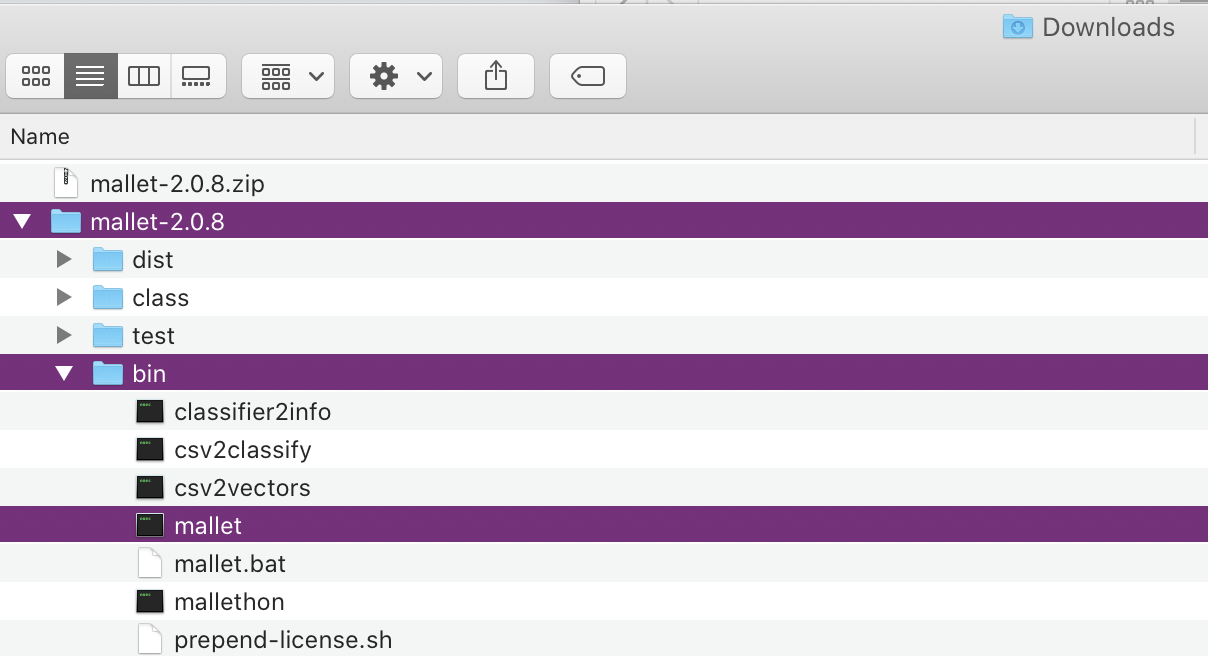 Downloads
Name
mallet-2.0.8.zip
mallet-2.0.8
dist
class
test
bin
classifier2info
csv2classify
csv2vectors
mallet
mallet.bat
mallethon
prepend-license.sh